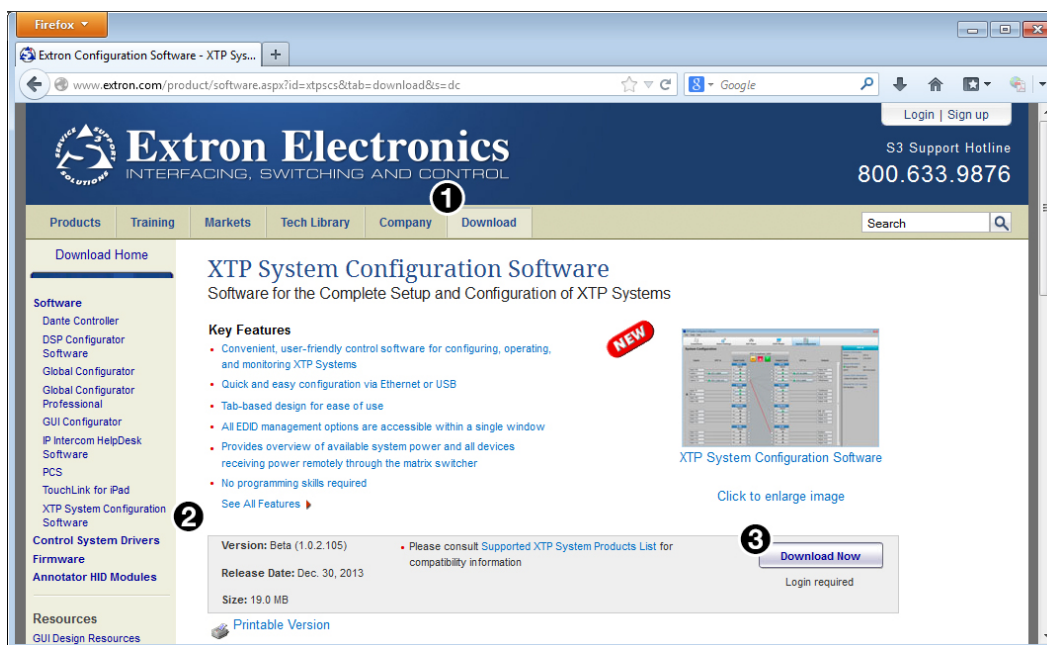 Firefox
Extron Configuration Software - XTP Sys...
www.extron.com/product/software.aspx?id=xtpscs&tab=download&s=dc
Google
Login | Sign up
SERVICE SUPPORT SOLUTIONS
S3
Extron Electronics
INTERFACING, SWITCHING AND CONTROL
S3 Support Hotline
800.633.9876
1
Products Training Markets Tech Library Company Download
Search
Download Home
Software
Dante Controller
DSP Configurator
Software
Global Configurator
Global Configurator
Professional
GUI Configurator
IP Intercom HelpDesk
Software
PCS
TouchLink for iPad
XTP System Configuration
Software
2
Control System Drivers
Firmware
Annotator HID Modules
Resources
GUI Design Resources
XTP System Configuration Software
Software for the Complete Setup and Configuration of XTP Systems
Key Features
• Convenient, user-friendly control software for configuring, operating,
and monitoring XTP Systems
• Quick and easy configuration via Ethernet or USB
• Tab-based design for ease of use
• All EDID management options are accessible within a single window
• Provides overview of available system power and all devices
receiving power remotely through the matrix switcher
• No programming skills required
See All Features
NEW
XTP System Configuration Software
Click to enlarge image
Version: Beta (1.0.2.105)
Release Date: Dec. 30, 2013
Size: 19.0 MB
• Please consult Supported XTP System Products List for
compatibility information
3
Download Now
Login required
Printable Version